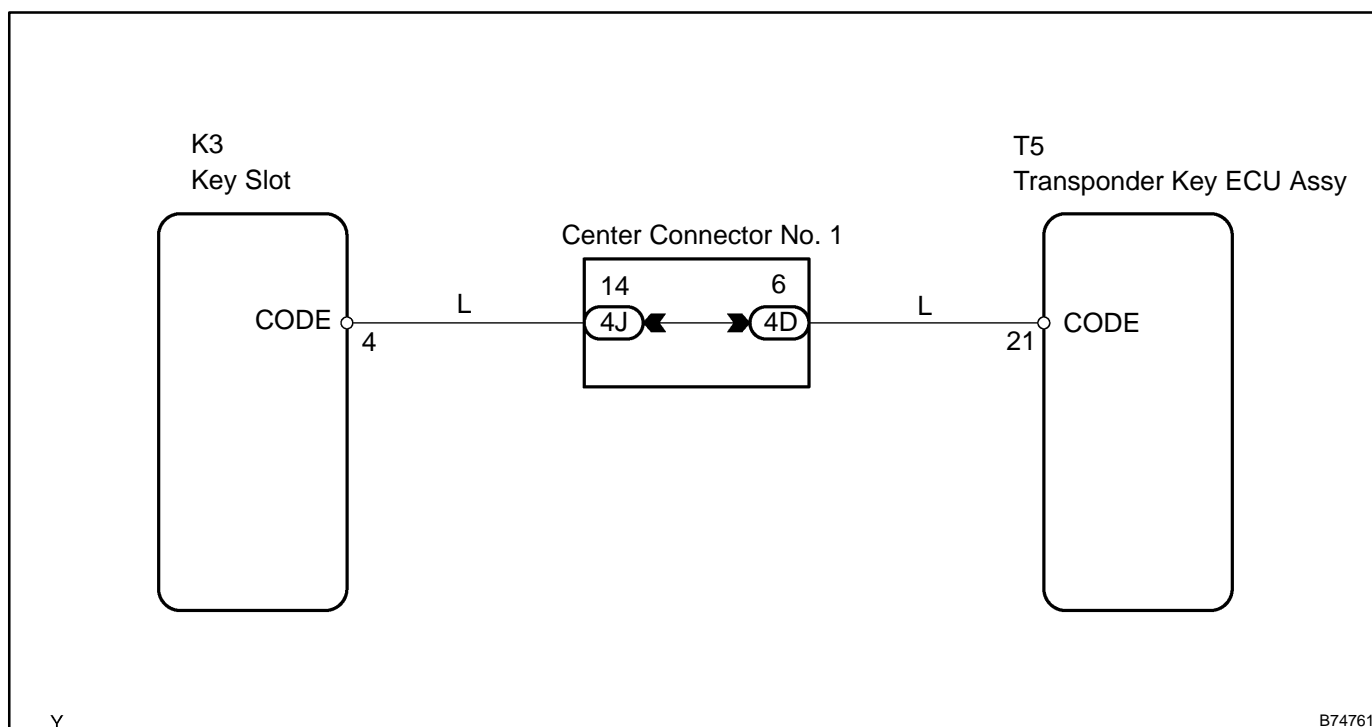 K3
Key Slot
T5
Transponder Key ECU Assy
Center Connector No. 1
14
6
CODE
L
4J
4D
L
CODE
4
21
Y
B74761